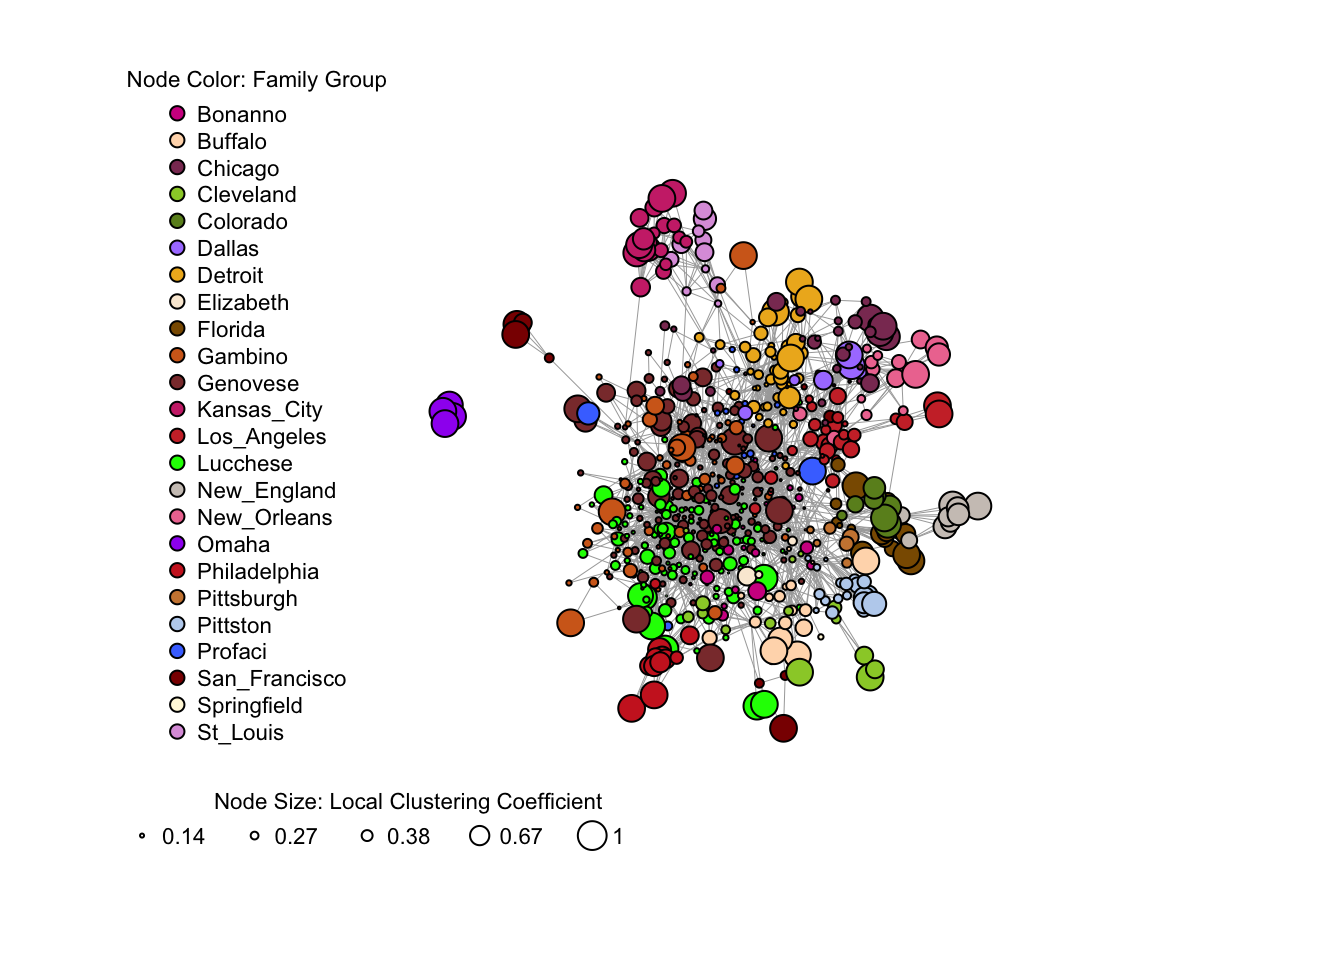 Node Color: Family Group
Bonanno
Buffalo
Chicago
Cleveland
Colorado
Dallas
Detroit
Elizabeth
Florida
Gambino
Genovese
Kansas_City
Los_Angeles
Lucchese
New_England
New_Orleans
Omaha
Philadelphia
Pittsburgh
Pittston
Profaci
San_Francisco
Springfield
St_Louis
Node Size: Local Clustering Coefficient
0.14 0.27 0.38 0.67 1